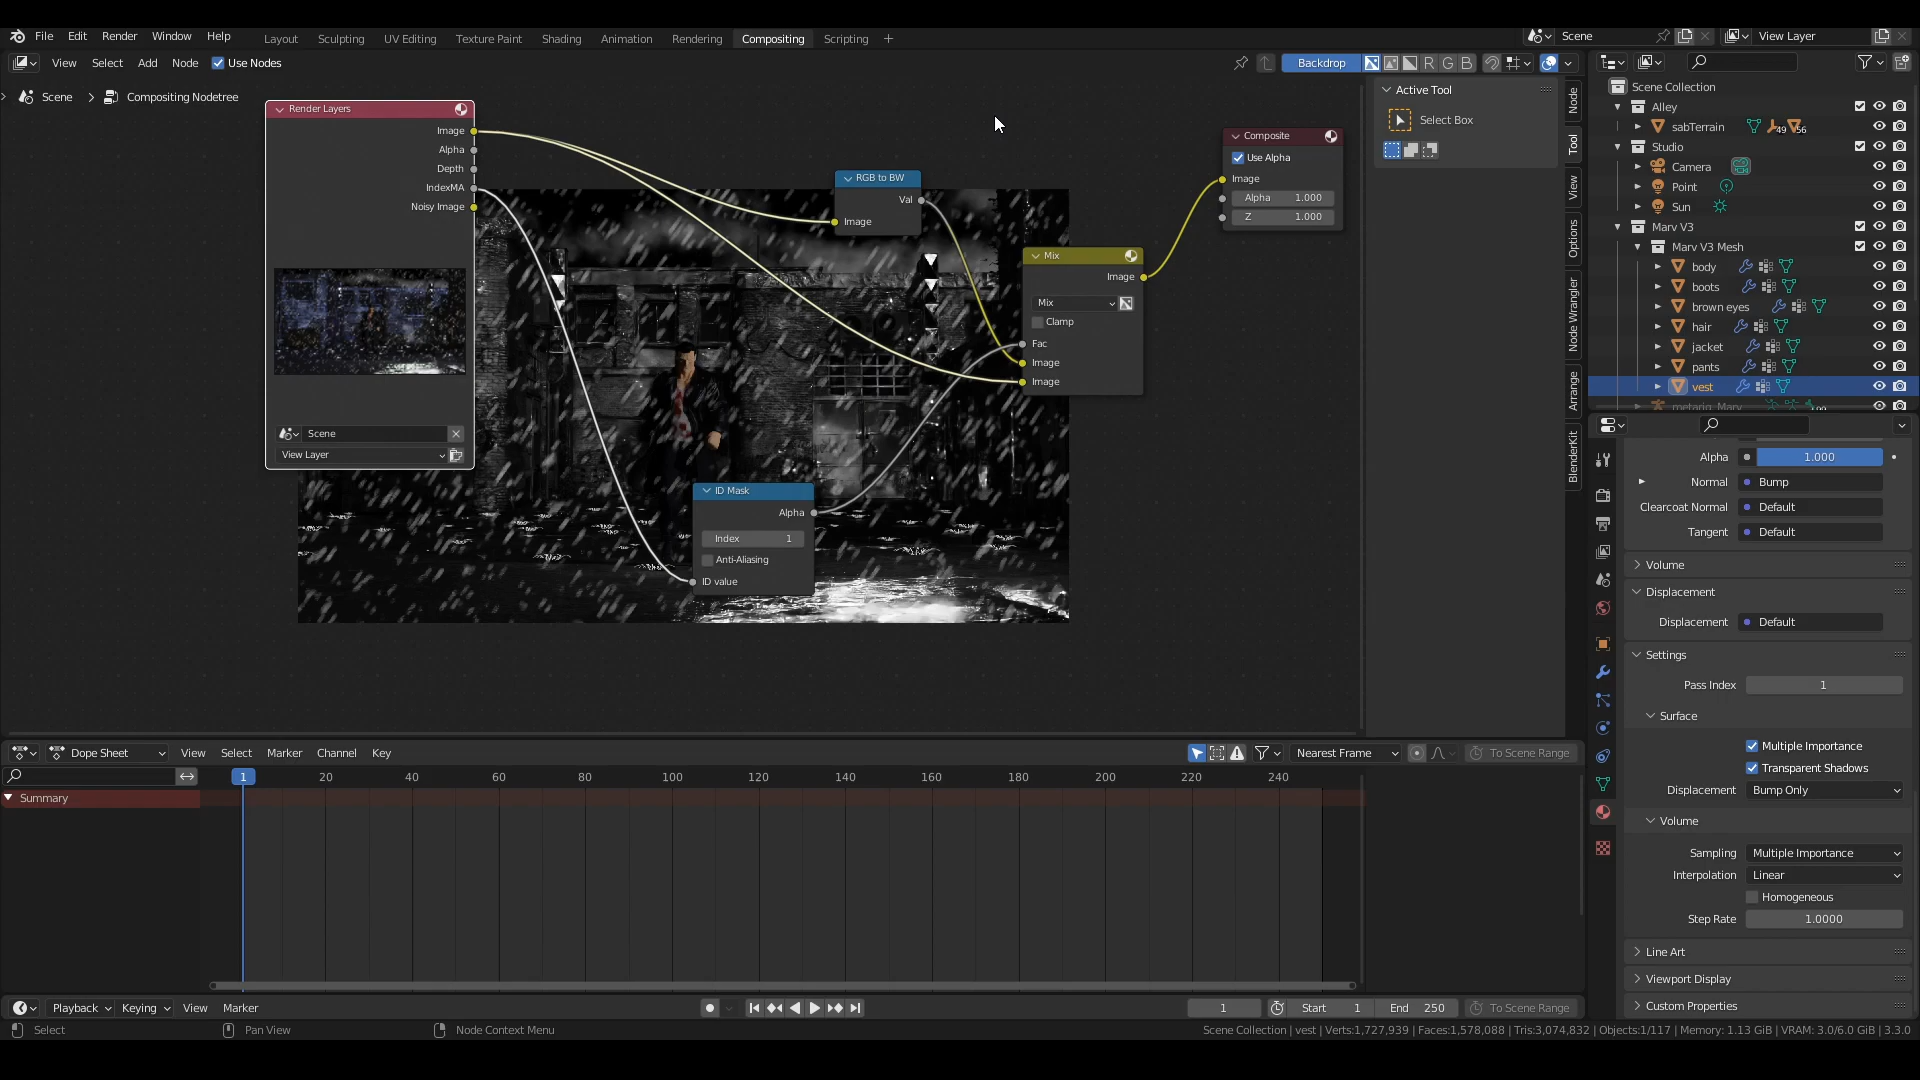 File Edit Render Window Help Layout Sculpting UV Editing Texture Paint Shading Animation Rendering Compositing Scripting + Scene View Layer
View Select Add Node Use Nodes Backdrop R G B
Scene > Compositing Nodetree
Render Layers
Image
Alpha
Depth
IndexMA
Noisy Image
Scene
View Layer
RGB to BW
Val
Image
ID Mask
Alpha
Index 1
Anti-Aliasing
ID value
Mix
Image
Mix
Clamp
Fac
Image
Image
Composite
Use Alpha
Image
Alpha 1.000
Z 1.000
Active Tool
Select Box
Node
Tool
View
Options
Node Wrangler
Arrange
BlenderKit
Scene Collection
Alley
sabTerrain 49 56
Studio
Camera
Point
Sun
Marv V3
Marv V3 Mesh
body
boots
brown eyes
hair
jacket
pants
vest
metarig_Marv
Alpha 1.000
Normal Bump
Clearcoat Normal Default
Tangent Default
Volume
Displacement
Displacement Default
Settings
Pass Index 1
Surface
Multiple Importance
Transparent Shadows
Displacement Bump Only
Volume
Sampling Multiple Importance
Interpolation Linear
Homogeneous
Step Rate 1.0000
Line Art
Viewport Display
Custom Properties
Dope Sheet View Select Marker Channel Key Nearest Frame To Scene Range
1 20 40 60 80 100 120 140 160 180 200 220 240
Summary
Playback Keying View Marker 1 Start 1 End 250 To Scene Range
Select Pan View Node Context Menu Scene Collection | vest | Verts:1,727,939 | Faces:1,578,088 | Tris:3,074,832 | Objects:1/117 | Memory: 1.13 GiB | VRAM: 3.0/6.0 GiB | 3.3.0